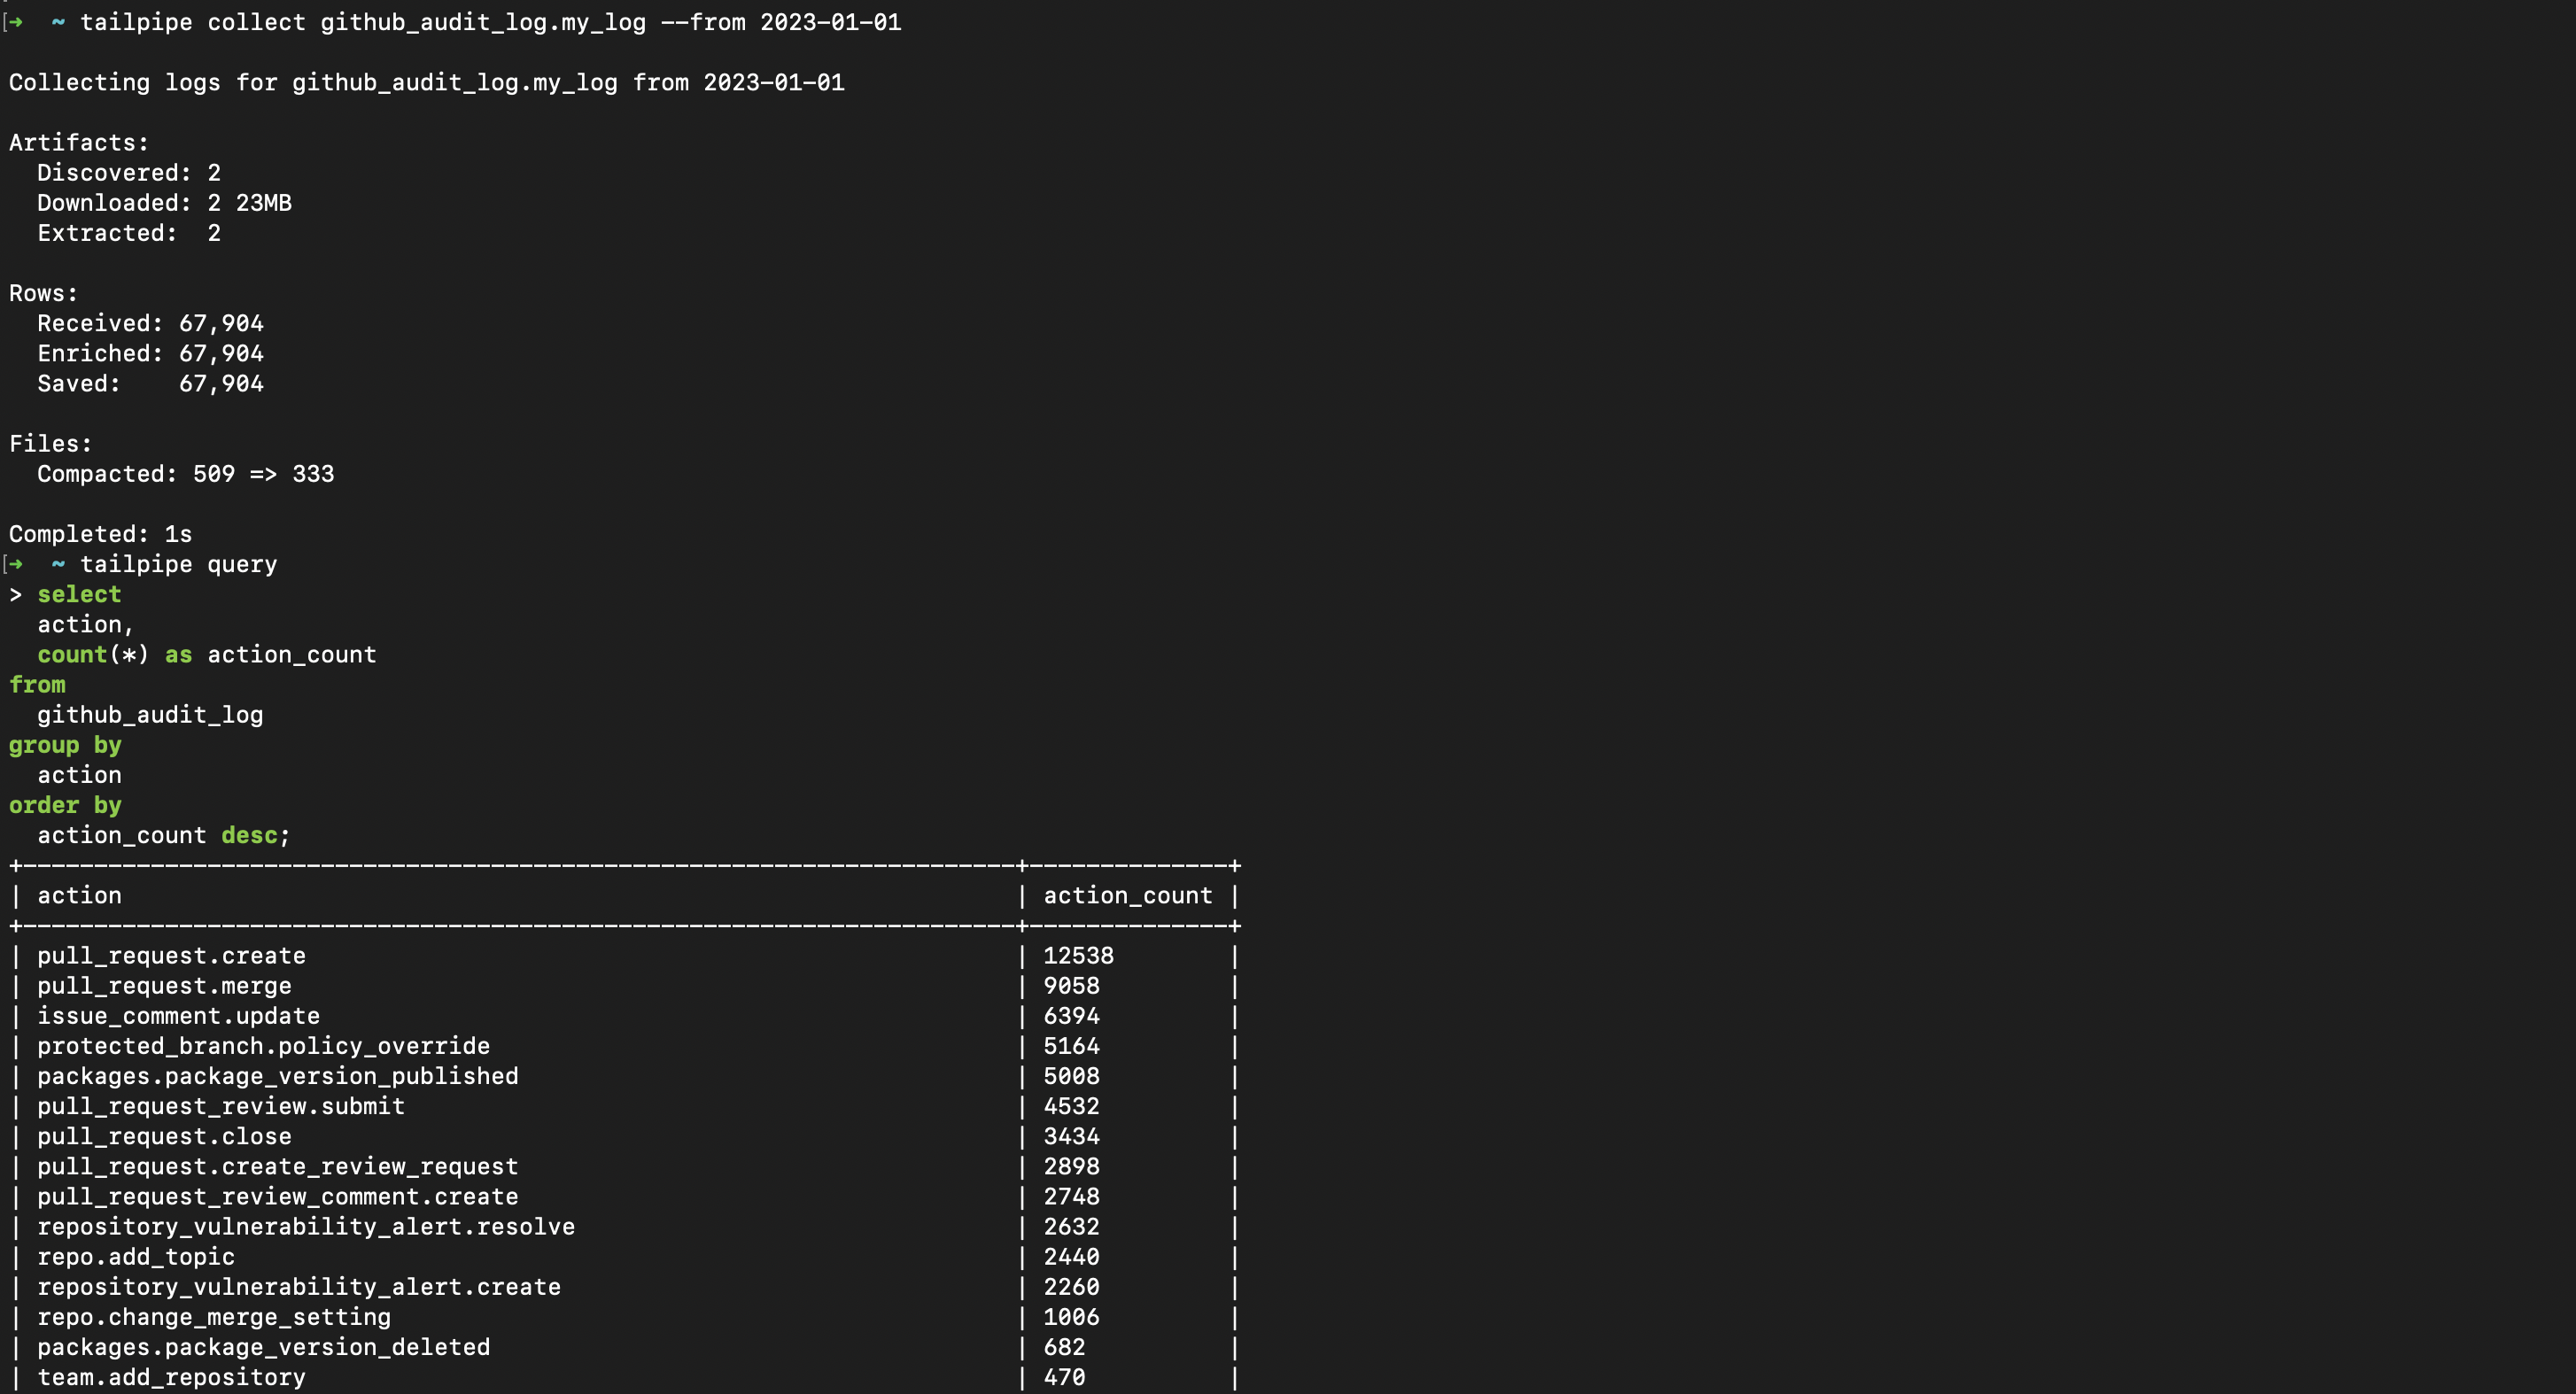 [→ ~ tailpipe collect github_audit_log.my_log --from 2023-01-01
Collecting logs for github_audit_log.my_log from 2023-01-01
Artifacts:
  Discovered: 2
  Downloaded: 2 23MB
  Extracted:  2
Rows:
  Received: 67,904
  Enriched: 67,904
  Saved:    67,904
Files:
  Compacted: 509 => 333
Completed: 1s
[→ ~ tailpipe query
> select
  action,
  count(*) as action_count
from
  github_audit_log
group by
  action
order by
  action_count desc;
+----------------------------------------------------------------------+--------------+
| action                                                               | action_count |
+----------------------------------------------------------------------+--------------+
| pull_request.create                                                  | 12538        |
| pull_request.merge                                                   | 9058         |
| issue_comment.update                                                 | 6394         |
| protected_branch.policy_override                                     | 5164         |
| packages.package_version_published                                   | 5008         |
| pull_request_review.submit                                           | 4532         |
| pull_request.close                                                   | 3434         |
| pull_request.create_review_request                                   | 2898         |
| pull_request_review_comment.create                                   | 2748         |
| repository_vulnerability_alert.resolve                               | 2632         |
| repo.add_topic                                                       | 2440         |
| repository_vulnerability_alert.create                                | 2260         |
| repo.change_merge_setting                                            | 1006         |
| packages.package_version_deleted                                     | 682          |
| team.add_repository                                                  | 470          |